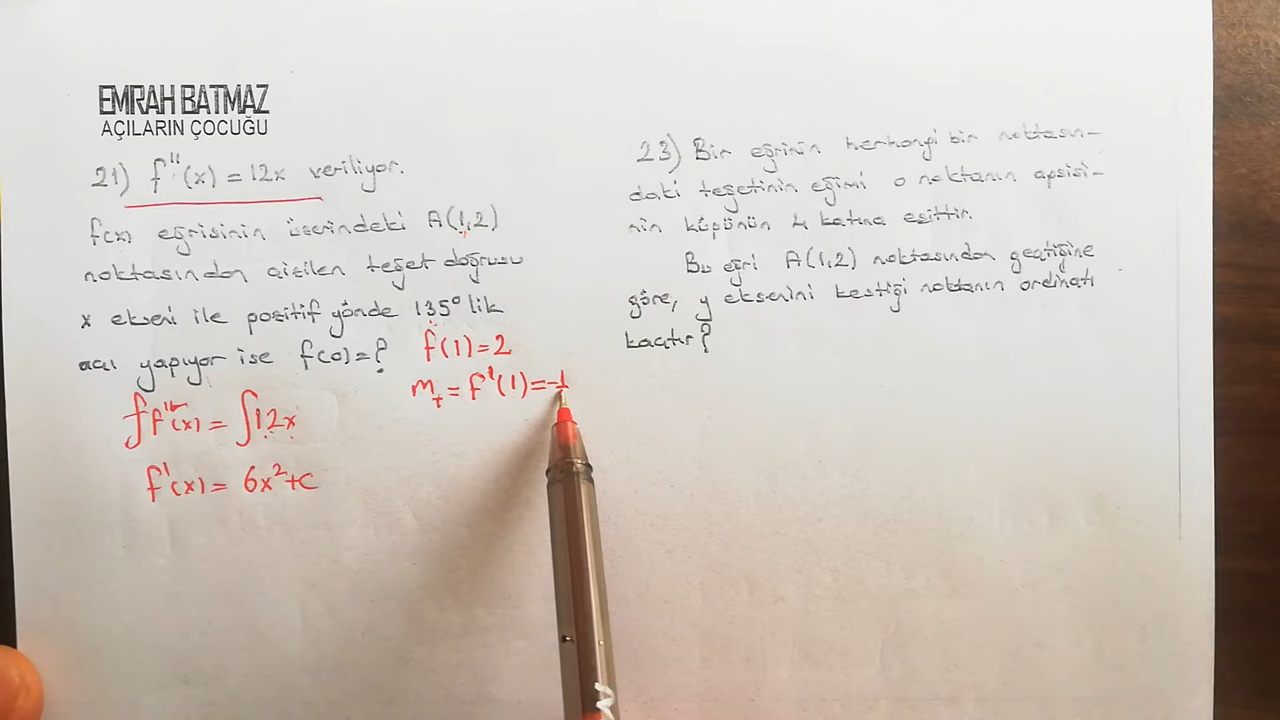 EMRAH BATMAZ
AÇILARIN ÇOCUĞU
21) f''(x) = 12x veriliyor.
f(x) eğrisinin üzerindeki A(1,2)
noktasından çizilen teğet doğrusu
x ekseni ile pozitif yönde 135° lik
açı yapıyor ise f(0)=?
f(1)=2
m_t = f'(1) = -1
∫f''(x) = ∫12x
f'(x) = 6x²+c
23) Bir eğrinin herhangi bir noktasın-
daki teğetinin eğimi o noktanın apsisi-
nin küpünün 4 katına eşittir.
Bu eğri A(1,2) noktasından geçtiğine
göre, y eksenini kestiği noktanın ordinatı
kaçtır?